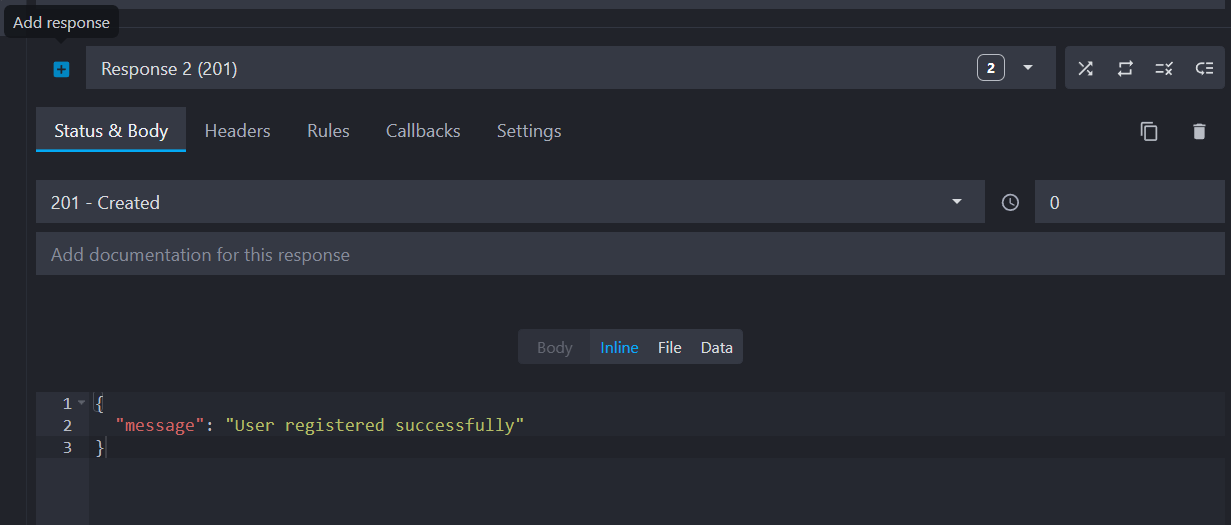 Add response
Response 2 (201) 2
Status & Body Headers Rules Callbacks Settings
201 - Created 0
Add documentation for this response
Body Inline File Data
1 {
2 "message": "User registered successfully"
3 }